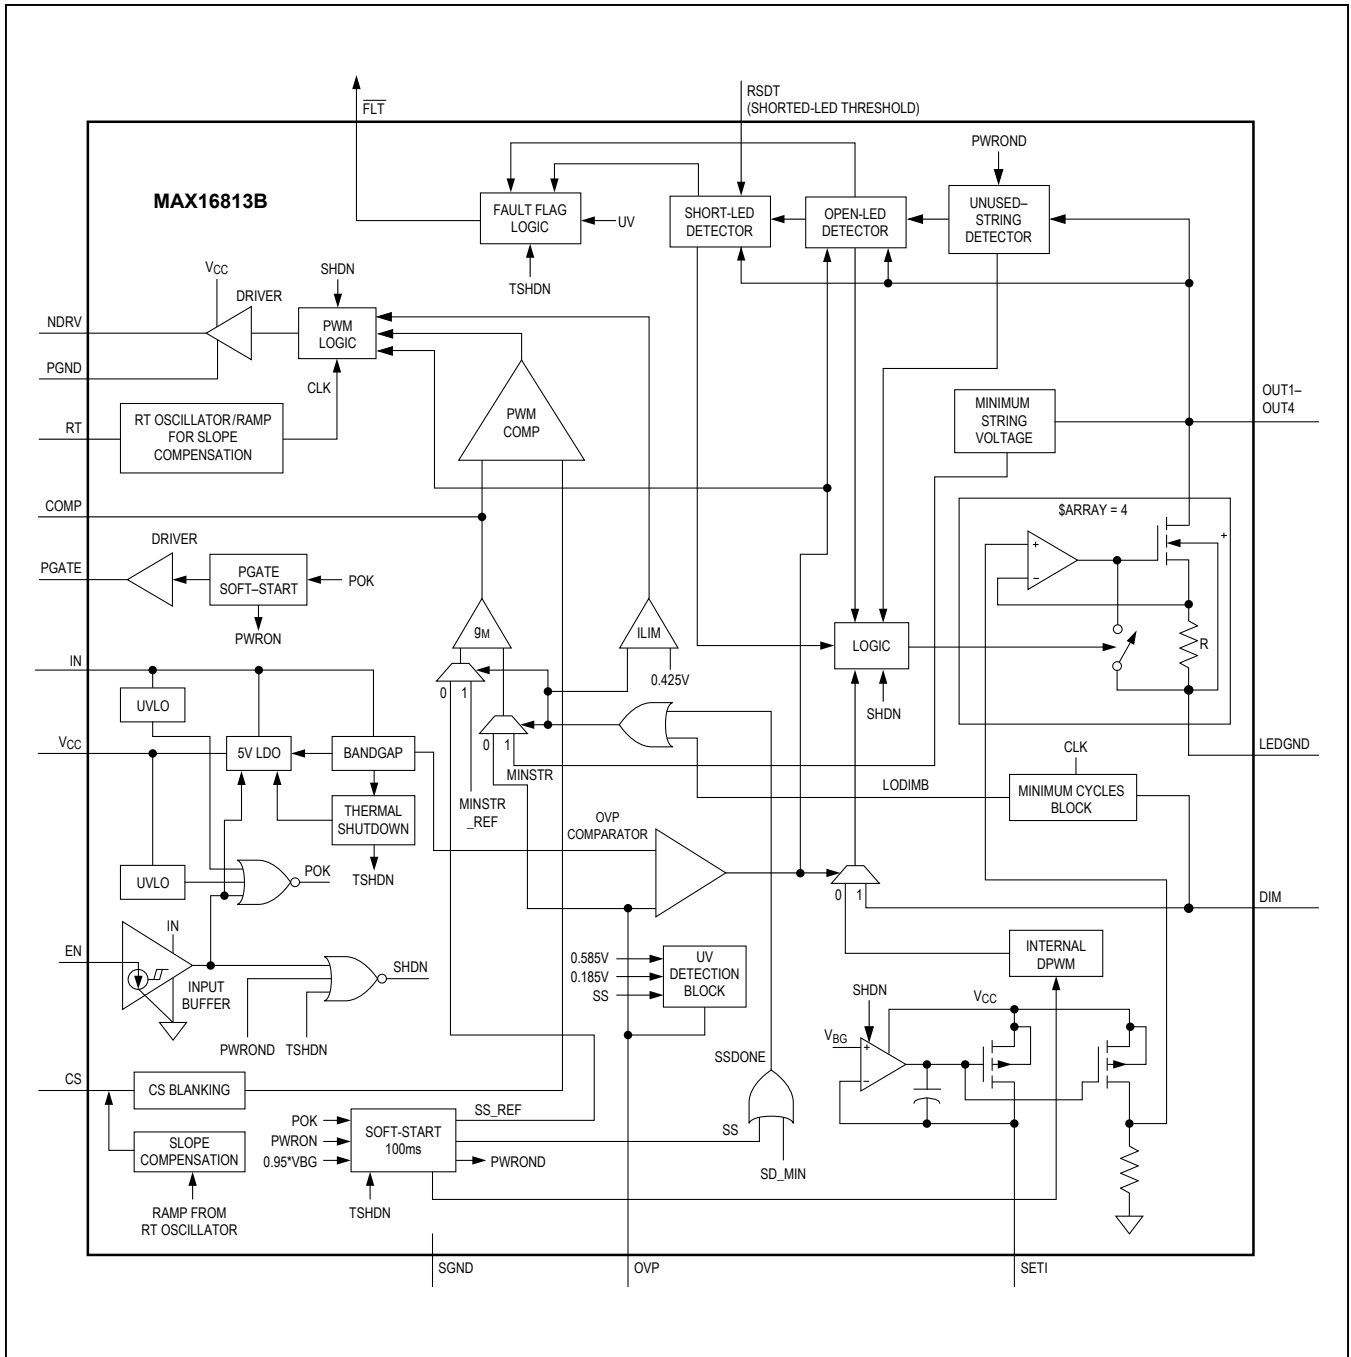 FLT
RSDT
(SHORTED-LED THRESHOLD)
MAX16813B
PWROND
FAULT FLAG
LOGIC
UV
TSHDN
SHORT-LED
DETECTOR
OPEN-LED
DETECTOR
UNUSED–
STRING
DETECTOR
VCC
DRIVER
SHDN
NDRV
PWM
LOGIC
PGND
CLK
RT
RT OSCILLATOR/RAMP
FOR SLOPE
COMPENSATION
PWM
COMP
MINIMUM
STRING
VOLTAGE
OUT1–
OUT4
COMP
$ARRAY = 4
+
–
+
R
DRIVER
PGATE
PGATE
SOFT–START
POK
PWRON
gM
ILIM
0.425V
0 1
LOGIC
SHDN
IN
UVLO
VCC
5V LDO
BANDGAP
0 1
MINSTR
MINSTR
_REF
THERMAL
SHUTDOWN
TSHDN
LODIMB
CLK
MINIMUM CYCLES
BLOCK
LEDGND
OVP
COMPARATOR
UVLO
POK
0 1
DIM
EN
IN
INPUT
BUFFER
SHDN
PWROND
TSHDN
0.585V
0.185V
SS
UV
DETECTION
BLOCK
INTERNAL
DPWM
SHDN
VCC
VBG
+
–
SSDONE
CS
CS BLANKING
SLOPE
COMPENSATION
RAMP FROM
RT OSCILLATOR
POK
PWRON
0.95*VBG
SOFT-START
100ms
SS_REF
SS
PWROND
TSHDN
SD_MIN
SGND
OVP
SETI